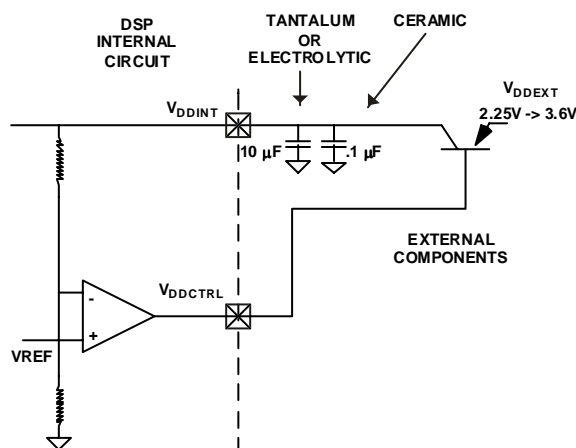 DSP
INTERNAL
CIRCUIT
TANTALUM
OR
ELECTROLYTIC
CERAMIC
VDDINT
VDDEXT
2.25V -> 3.6V
10 µF
.1 µF
EXTERNAL
COMPONENTS
VDDCTRL
-
+
VREF